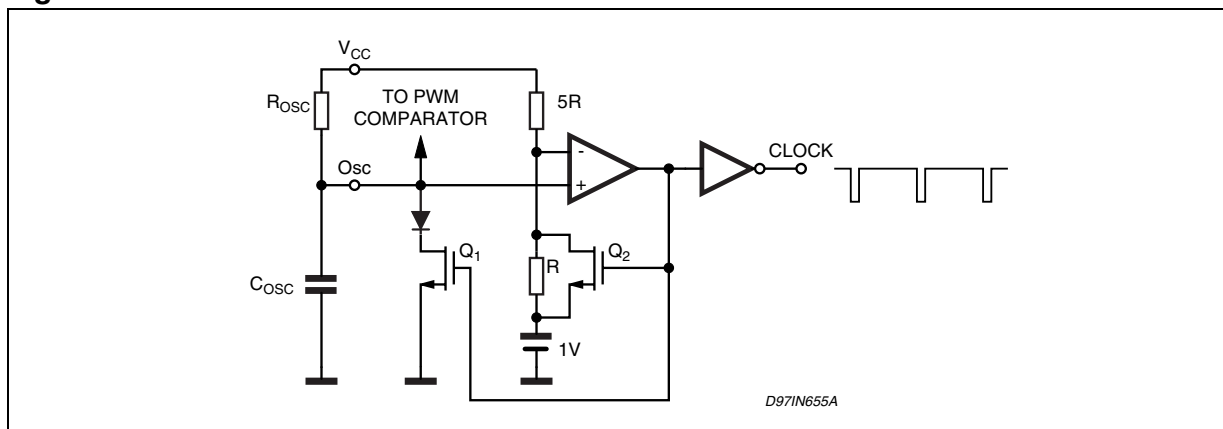 V_CC
R_OSC
TO PWM
COMPARATOR
5R
-
CLOCK
Osc
+
Q_1
R
Q_2
C_OSC
1V
D97IN655A